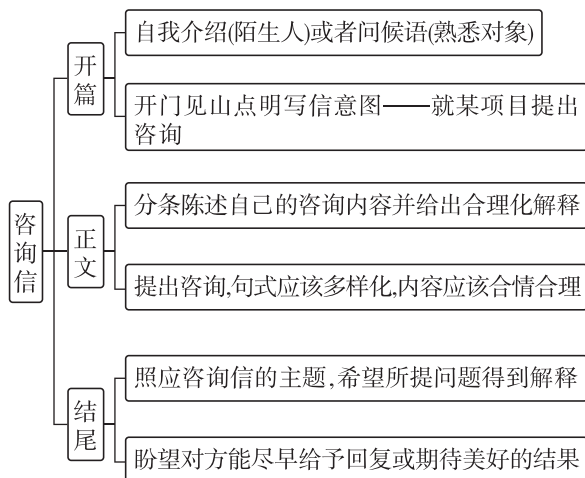 咨询信
开篇
自我介绍(陌生人)或者问候语(熟悉对象)
开门见山点明写信意图——就某项目提出
咨询
正文
分条陈述自己的咨询内容并给出合理化解释
提出咨询,句式应该多样化,内容应该合情合理
结尾
照应咨询信的主题,希望所提问题得到解释
盼望对方能尽早给予回复或期待美好的结果